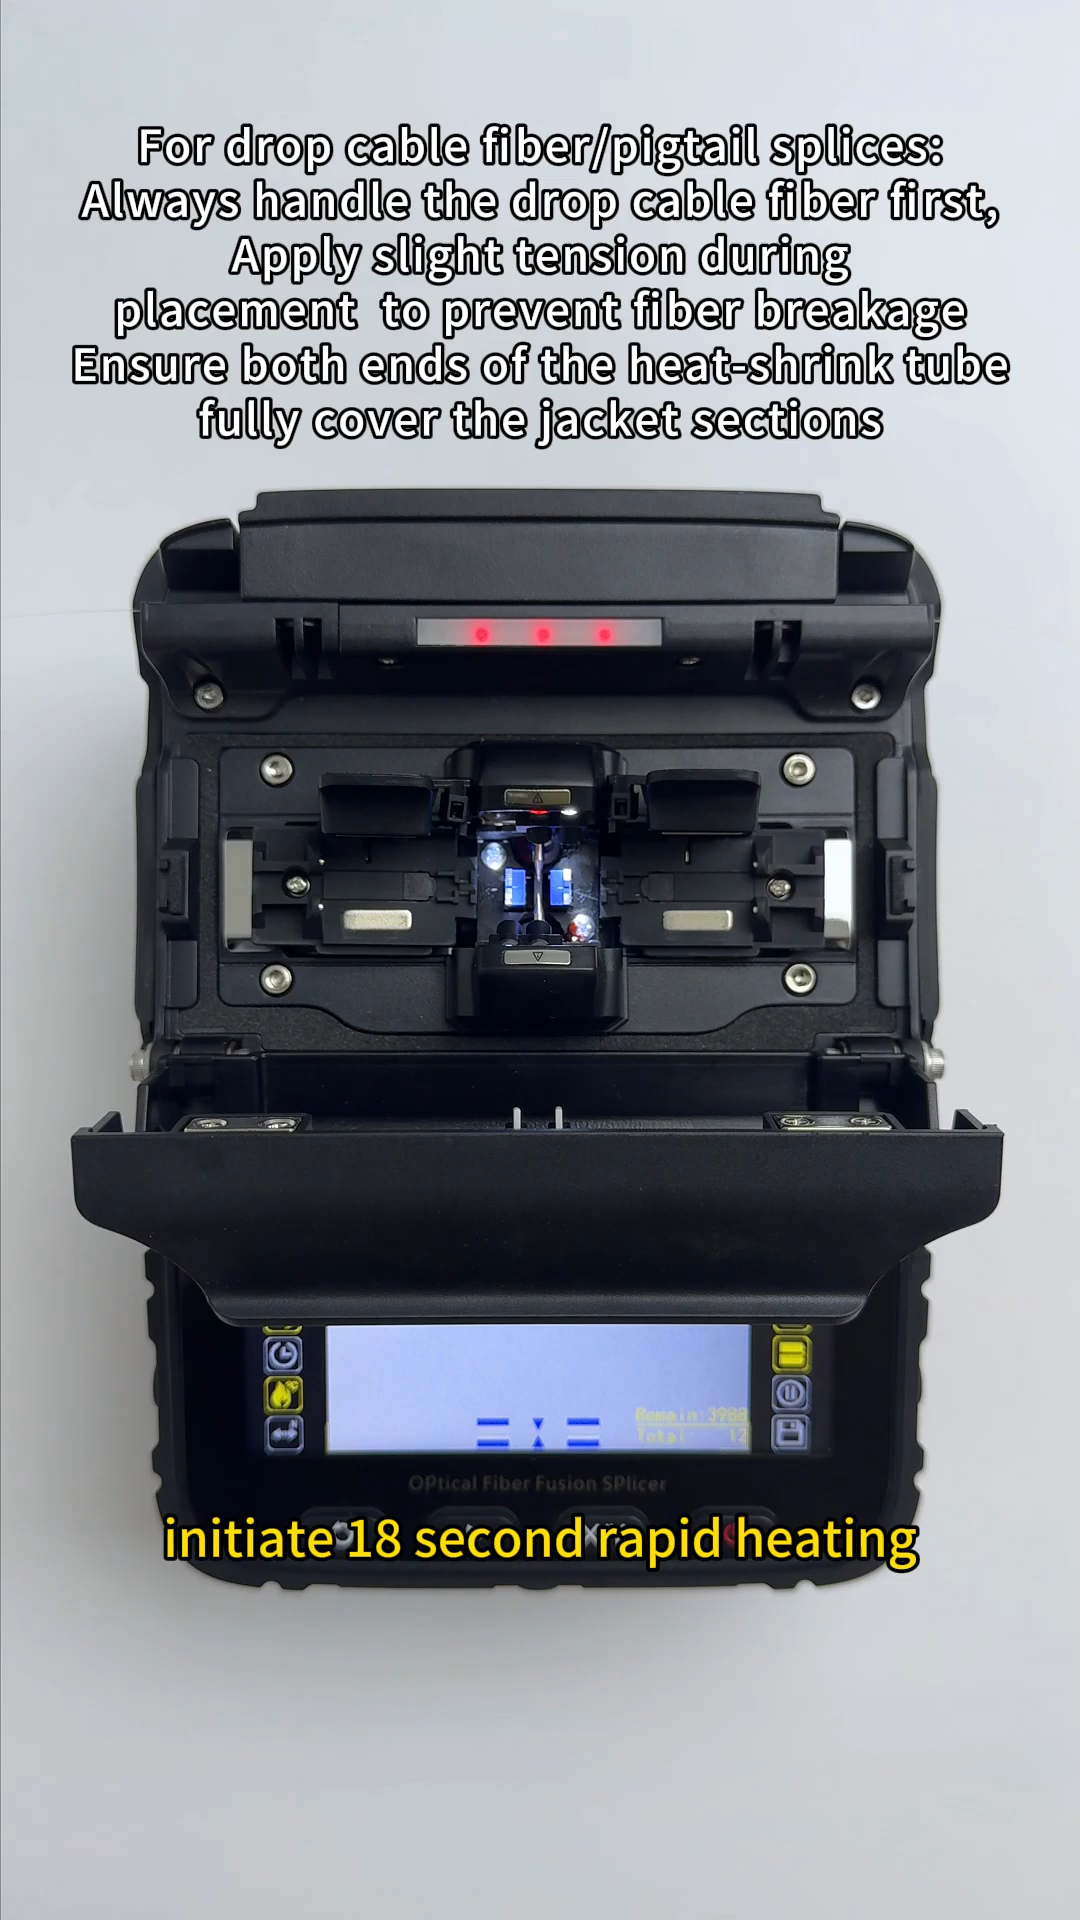 For drop cable fiber/pigtail splices:
Always handle the drop cable fiber first,
Apply slight tension during
placement to prevent fiber breakage
Ensure both ends of the heat-shrink tube
fully cover the jacket sections
Remain:3988
Total: 12
OPtical Fiber Fusion SPlicer
initiate 18 second rapid heating